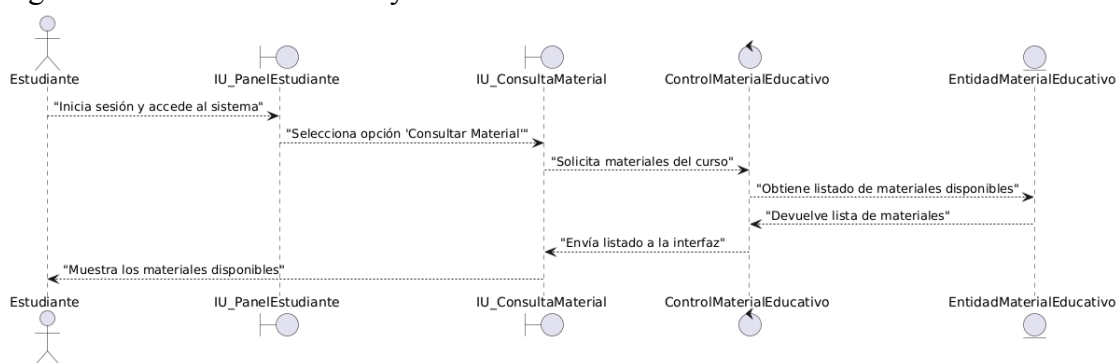 Estudiante
IU_PanelEstudiante
IU_ConsultaMaterial
ControlMaterialEducativo
EntidadMaterialEducativo
"Inicia sesión y accede al sistema"
"Selecciona opción 'Consultar Material'"
"Solicita materiales del curso"
"Obtiene listado de materiales disponibles"
"Devuelve lista de materiales"
"Envía listado a la interfaz"
"Muestra los materiales disponibles"
Estudiante
IU_PanelEstudiante
IU_ConsultaMaterial
ControlMaterialEducativo
EntidadMaterialEducativo